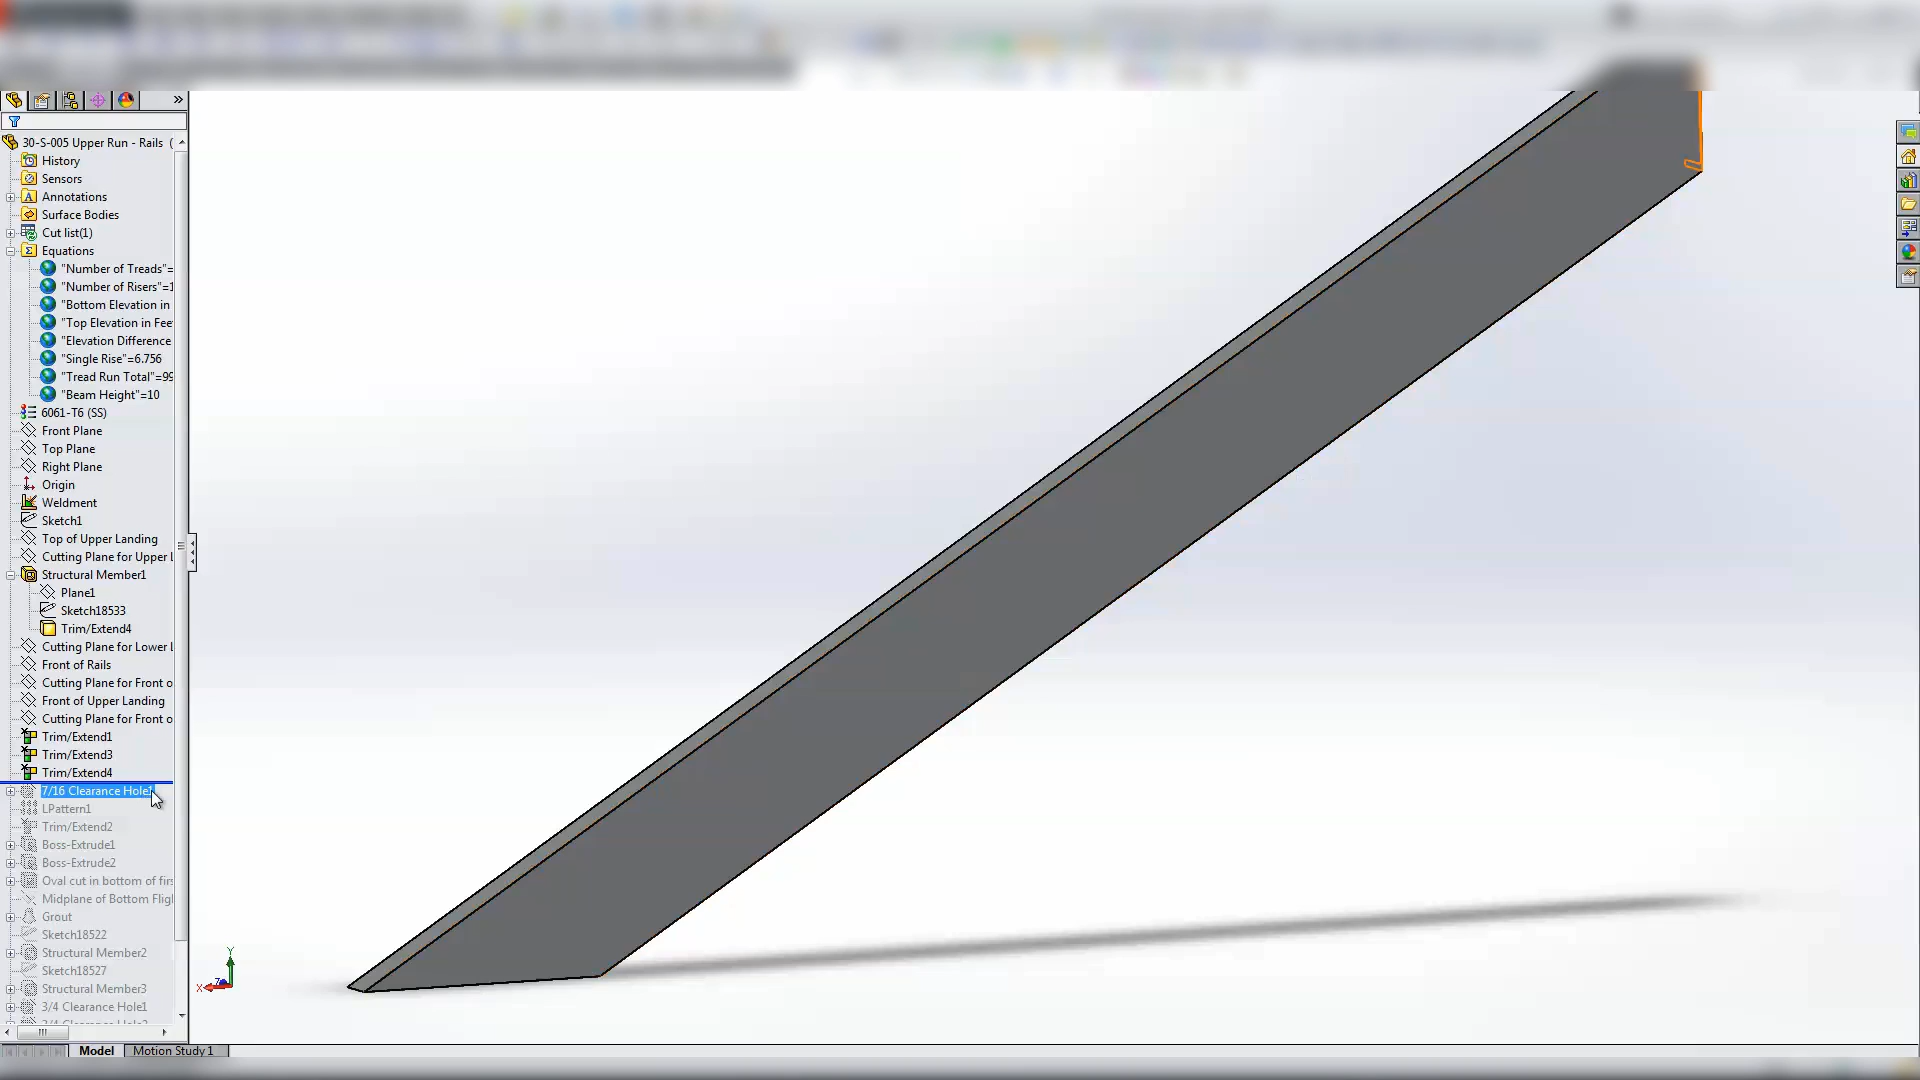 30-S-005 Upper Run - Rails (
History
Sensors
Annotations
Surface Bodies
Cut list(1)
Equations
"Number of Treads"=
"Number of Risers"=1
"Bottom Elevation in
"Top Elevation in Fee
"Elevation Difference
"Single Rise"=6.756
"Tread Run Total"=99
"Beam Height"=10
6061-T6 (SS)
Front Plane
Top Plane
Right Plane
Origin
Weldment
Sketch1
Top of Upper Landing
Cutting Plane for Upper L
Structural Member1
Plane1
Sketch18533
Trim/Extend4
Cutting Plane for Lower L
Front of Rails
Cutting Plane for Front o
Front of Upper Landing
Cutting Plane for Front o
Trim/Extend1
Trim/Extend3
Trim/Extend4
7/16 Clearance Hole1
LPattern1
Trim/Extend2
Boss-Extrude1
Boss-Extrude2
Oval cut in bottom of firs
Midplane of Bottom Fligh
Grout
Sketch18522
Structural Member2
Sketch18527
Structural Member3
3/4 Clearance Hole1
Y
X
Z
Model
Motion Study 1